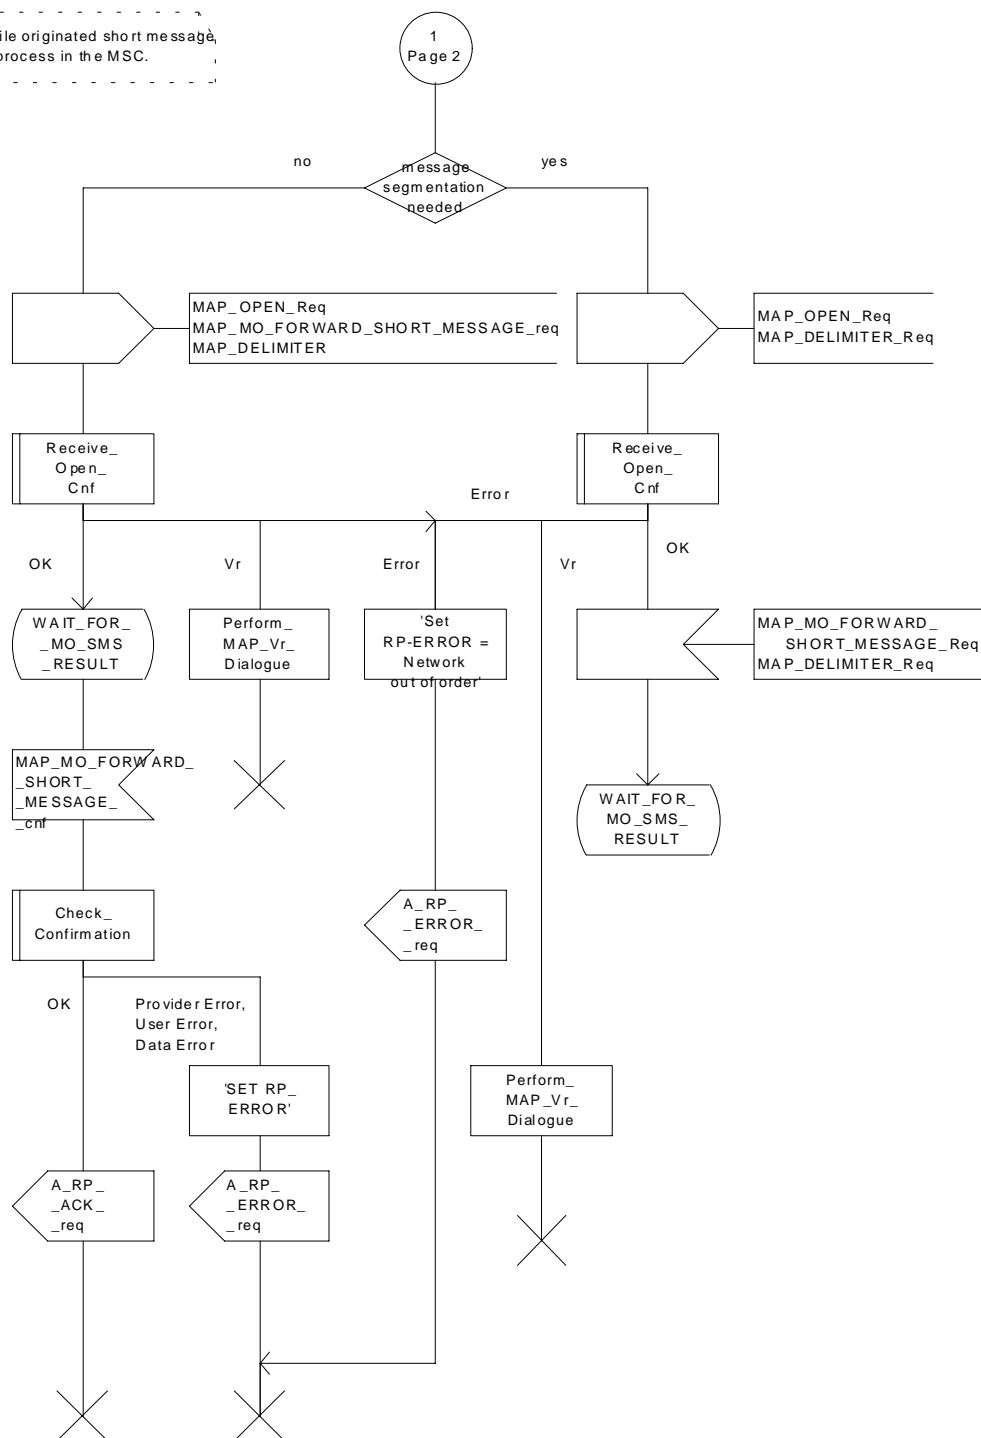 ile originated short message
process in the MSC.
1
Page 2
no
message
segmentation
needed
yes
MAP_OPEN_Req
MAP_MO_FORWARD_SHORT_MESSAGE_req
MAP_DELIMITER
MAP_OPEN_Req
MAP_DELIMITER_Req
Receive_
Open_
Cnf
Receive_
Open_
Cnf
Error
OK
Vr
Error
Vr
OK
WAIT_FOR_
_MO_SMS
_RESULT
Perform_
MAP_Vr_
Dialogue
'Set
RP-ERROR =
Network
out of order'
MAP_MO_FORWARD_
SHORT_MESSAGE_Req
MAP_DELIMITER_Req
MAP_MO_FORWARD_
_SHORT_
_MESSAGE_
_cnf
WAIT_FOR_
MO_SMS_
RESULT
Check_
Confirmation
A_RP_
_ERROR_
_req
OK
Provider Error,
User Error,
Data Error
'SET RP_
ERROR'
Perform_
MAP_Vr_
Dialogue
A_RP_
_ACK_
_req
A_RP_
_ERROR_
_req